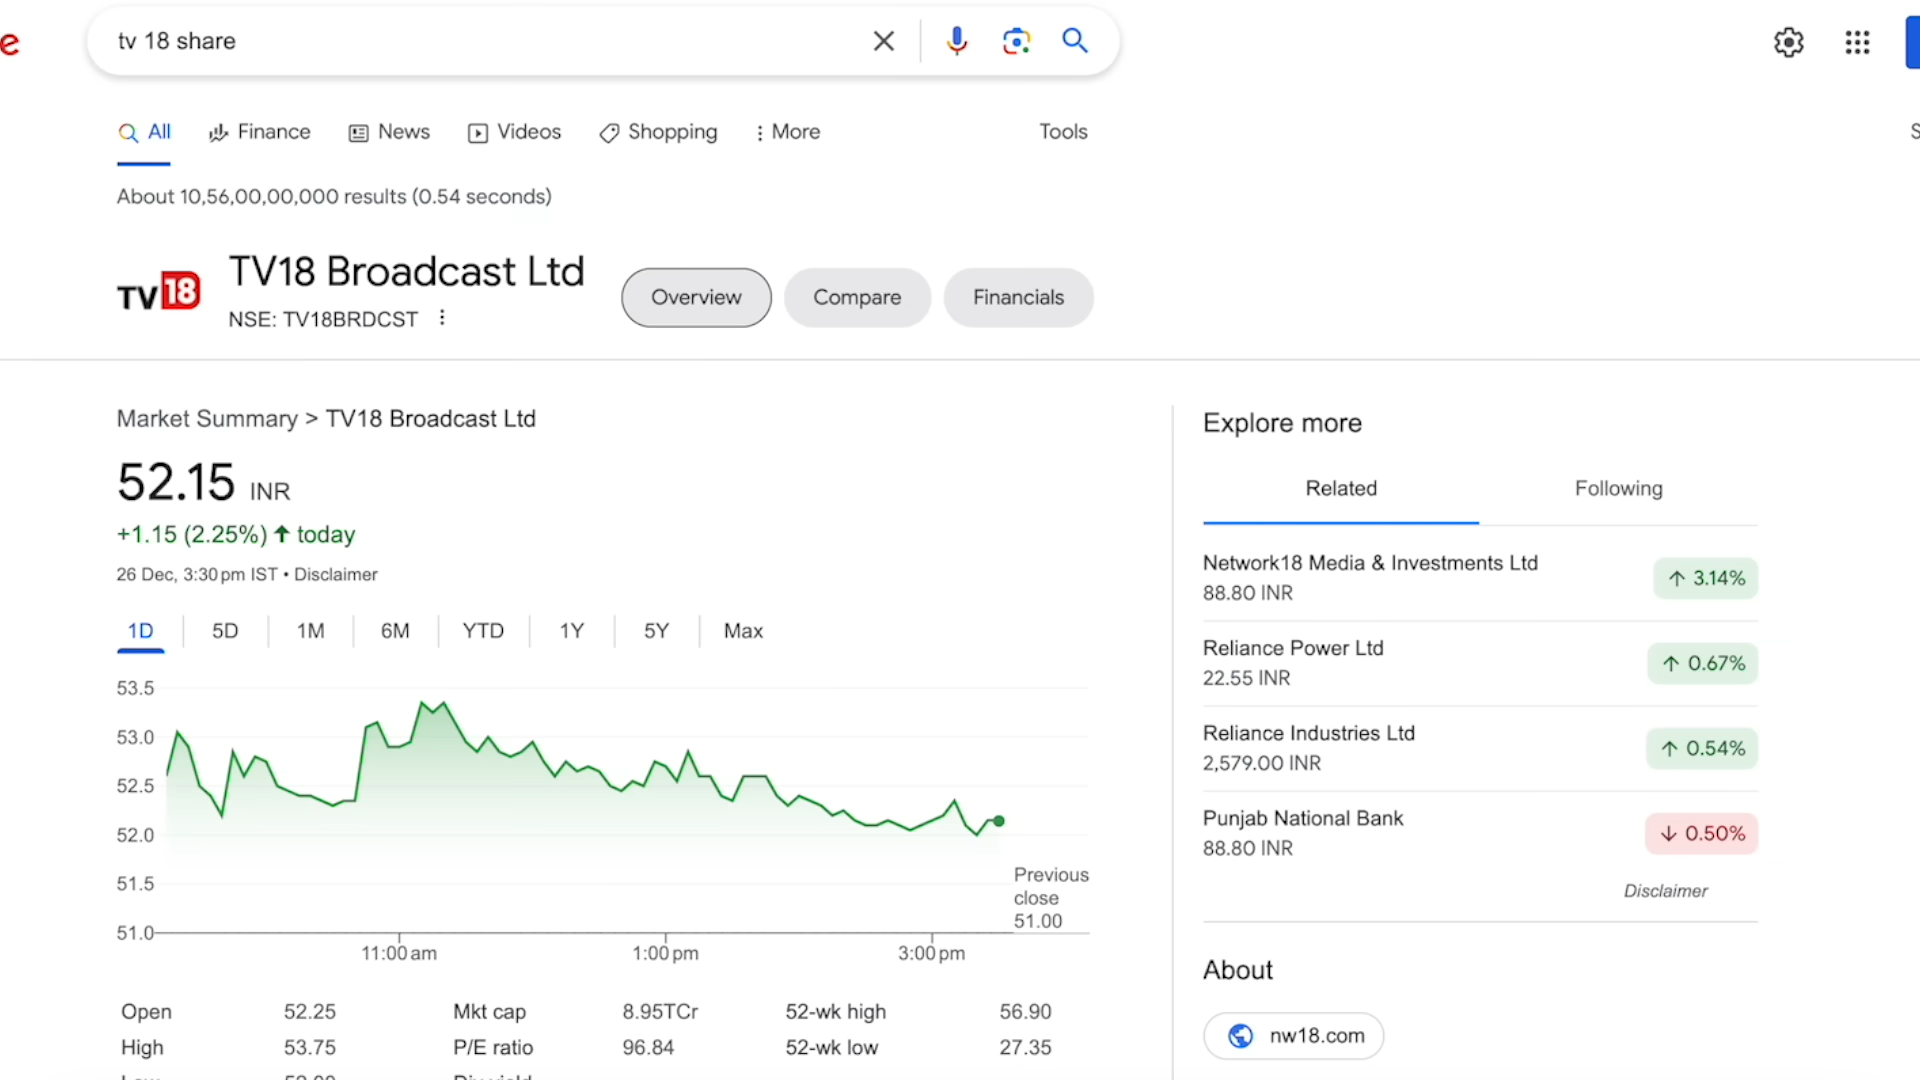 e
tv 18 share
All
Finance
News
Videos
Shopping
More
Tools
S
About 10,56,00,00,000 results (0.54 seconds)
TV18
TV18 Broadcast Ltd
NSE: TV18BRDCST
Overview
Compare
Financials
Market Summary > TV18 Broadcast Ltd
52.15 INR
+1.15 (2.25%) ↑ today
26 Dec, 3:30 pm IST • Disclaimer
1D
5D
1M
6M
YTD
1Y
5Y
Max
53.5
53.0
52.5
52.0
51.5
51.0
Previous
close
51.00
11:00 am
1:00 pm
3:00 pm
Open 52.25 Mkt cap 8.95TCr 52-wk high 56.90
High 53.75 P/E ratio 96.84 52-wk low 27.35
Explore more
Related
Following
Network18 Media & Investments Ltd
88.80 INR
↑ 3.14%
Reliance Power Ltd
22.55 INR
↑ 0.67%
Reliance Industries Ltd
2,579.00 INR
↑ 0.54%
Punjab National Bank
88.80 INR
↓ 0.50%
Disclaimer
About
nw18.com